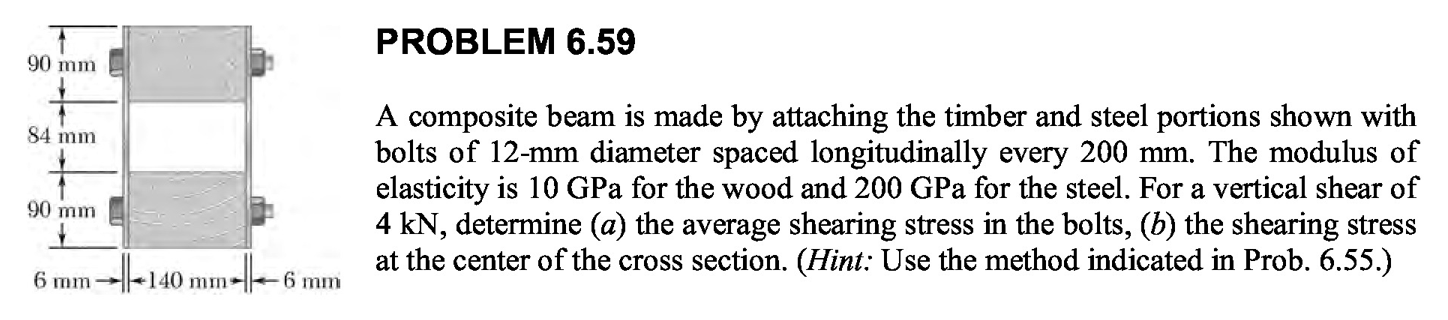 PROBLEM 6.59
90 mm
A composite beam is made by attaching the timber and steel portions shown with
84 mm
bolts of 12-mm diameter spaced longitudinally every 200 mm. The modulus of
elasticity is 10 GPa for the wood and 200 GPa for the steel. For a vertical shear of
90 mm
4 kN, determine (a) the average shearing stress in the bolts, (b) the shearing stress
at the center of the cross section. (Hint: Use the method indicated in Prob. 6.55.)
6 mm 140 mm 6 mm